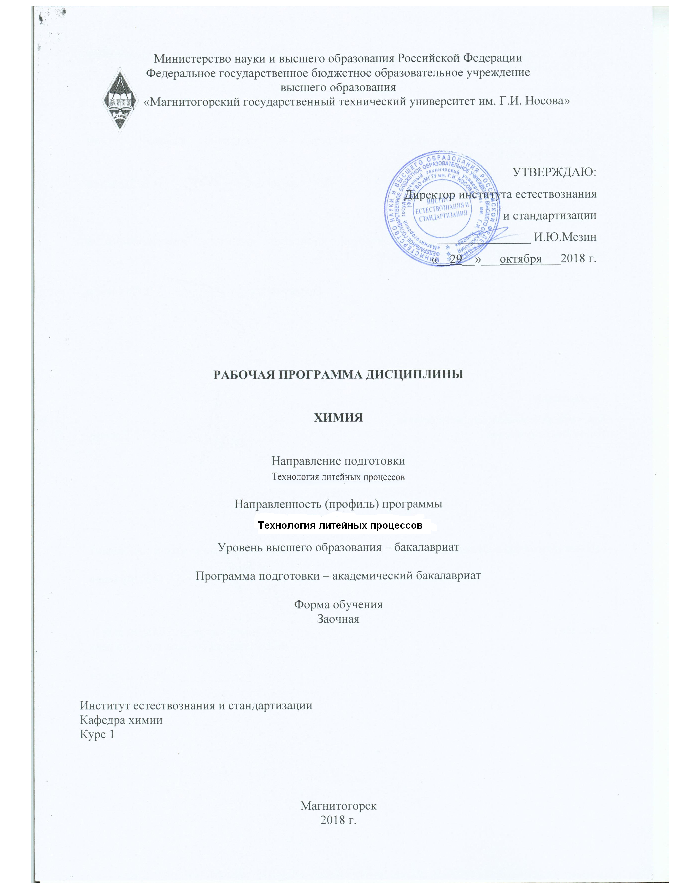 Министерство науки и высшего образования Российской Федерации
Федеральное государственное бюджетное образовательное учреждение
высшего образования
«Магнитогорский государственный технический университет им. Г.И. Носова»
УТВЕРЖДАЮ:
Директор института естествознания
и стандартизации
И.Ю.Мезин
« 29 » октября 2018 г.
ЕСТЕСТВОЗНАНИЯ И
СТАНДАРТИЗАЦИИ
РАБОЧАЯ ПРОГРАММА ДИСЦИПЛИНЫ
ХИМИЯ
Направление подготовки
Технология литейных процессов
Направленность (профиль) программы
Технология литейных процессов
Уровень высшего образования – бакалавриат
Программа подготовки – академический бакалавриат
Форма обучения
Заочная
Институт естествознания и стандартизации
Кафедра химии
Курс 1
Магнитогорск
2018 г.